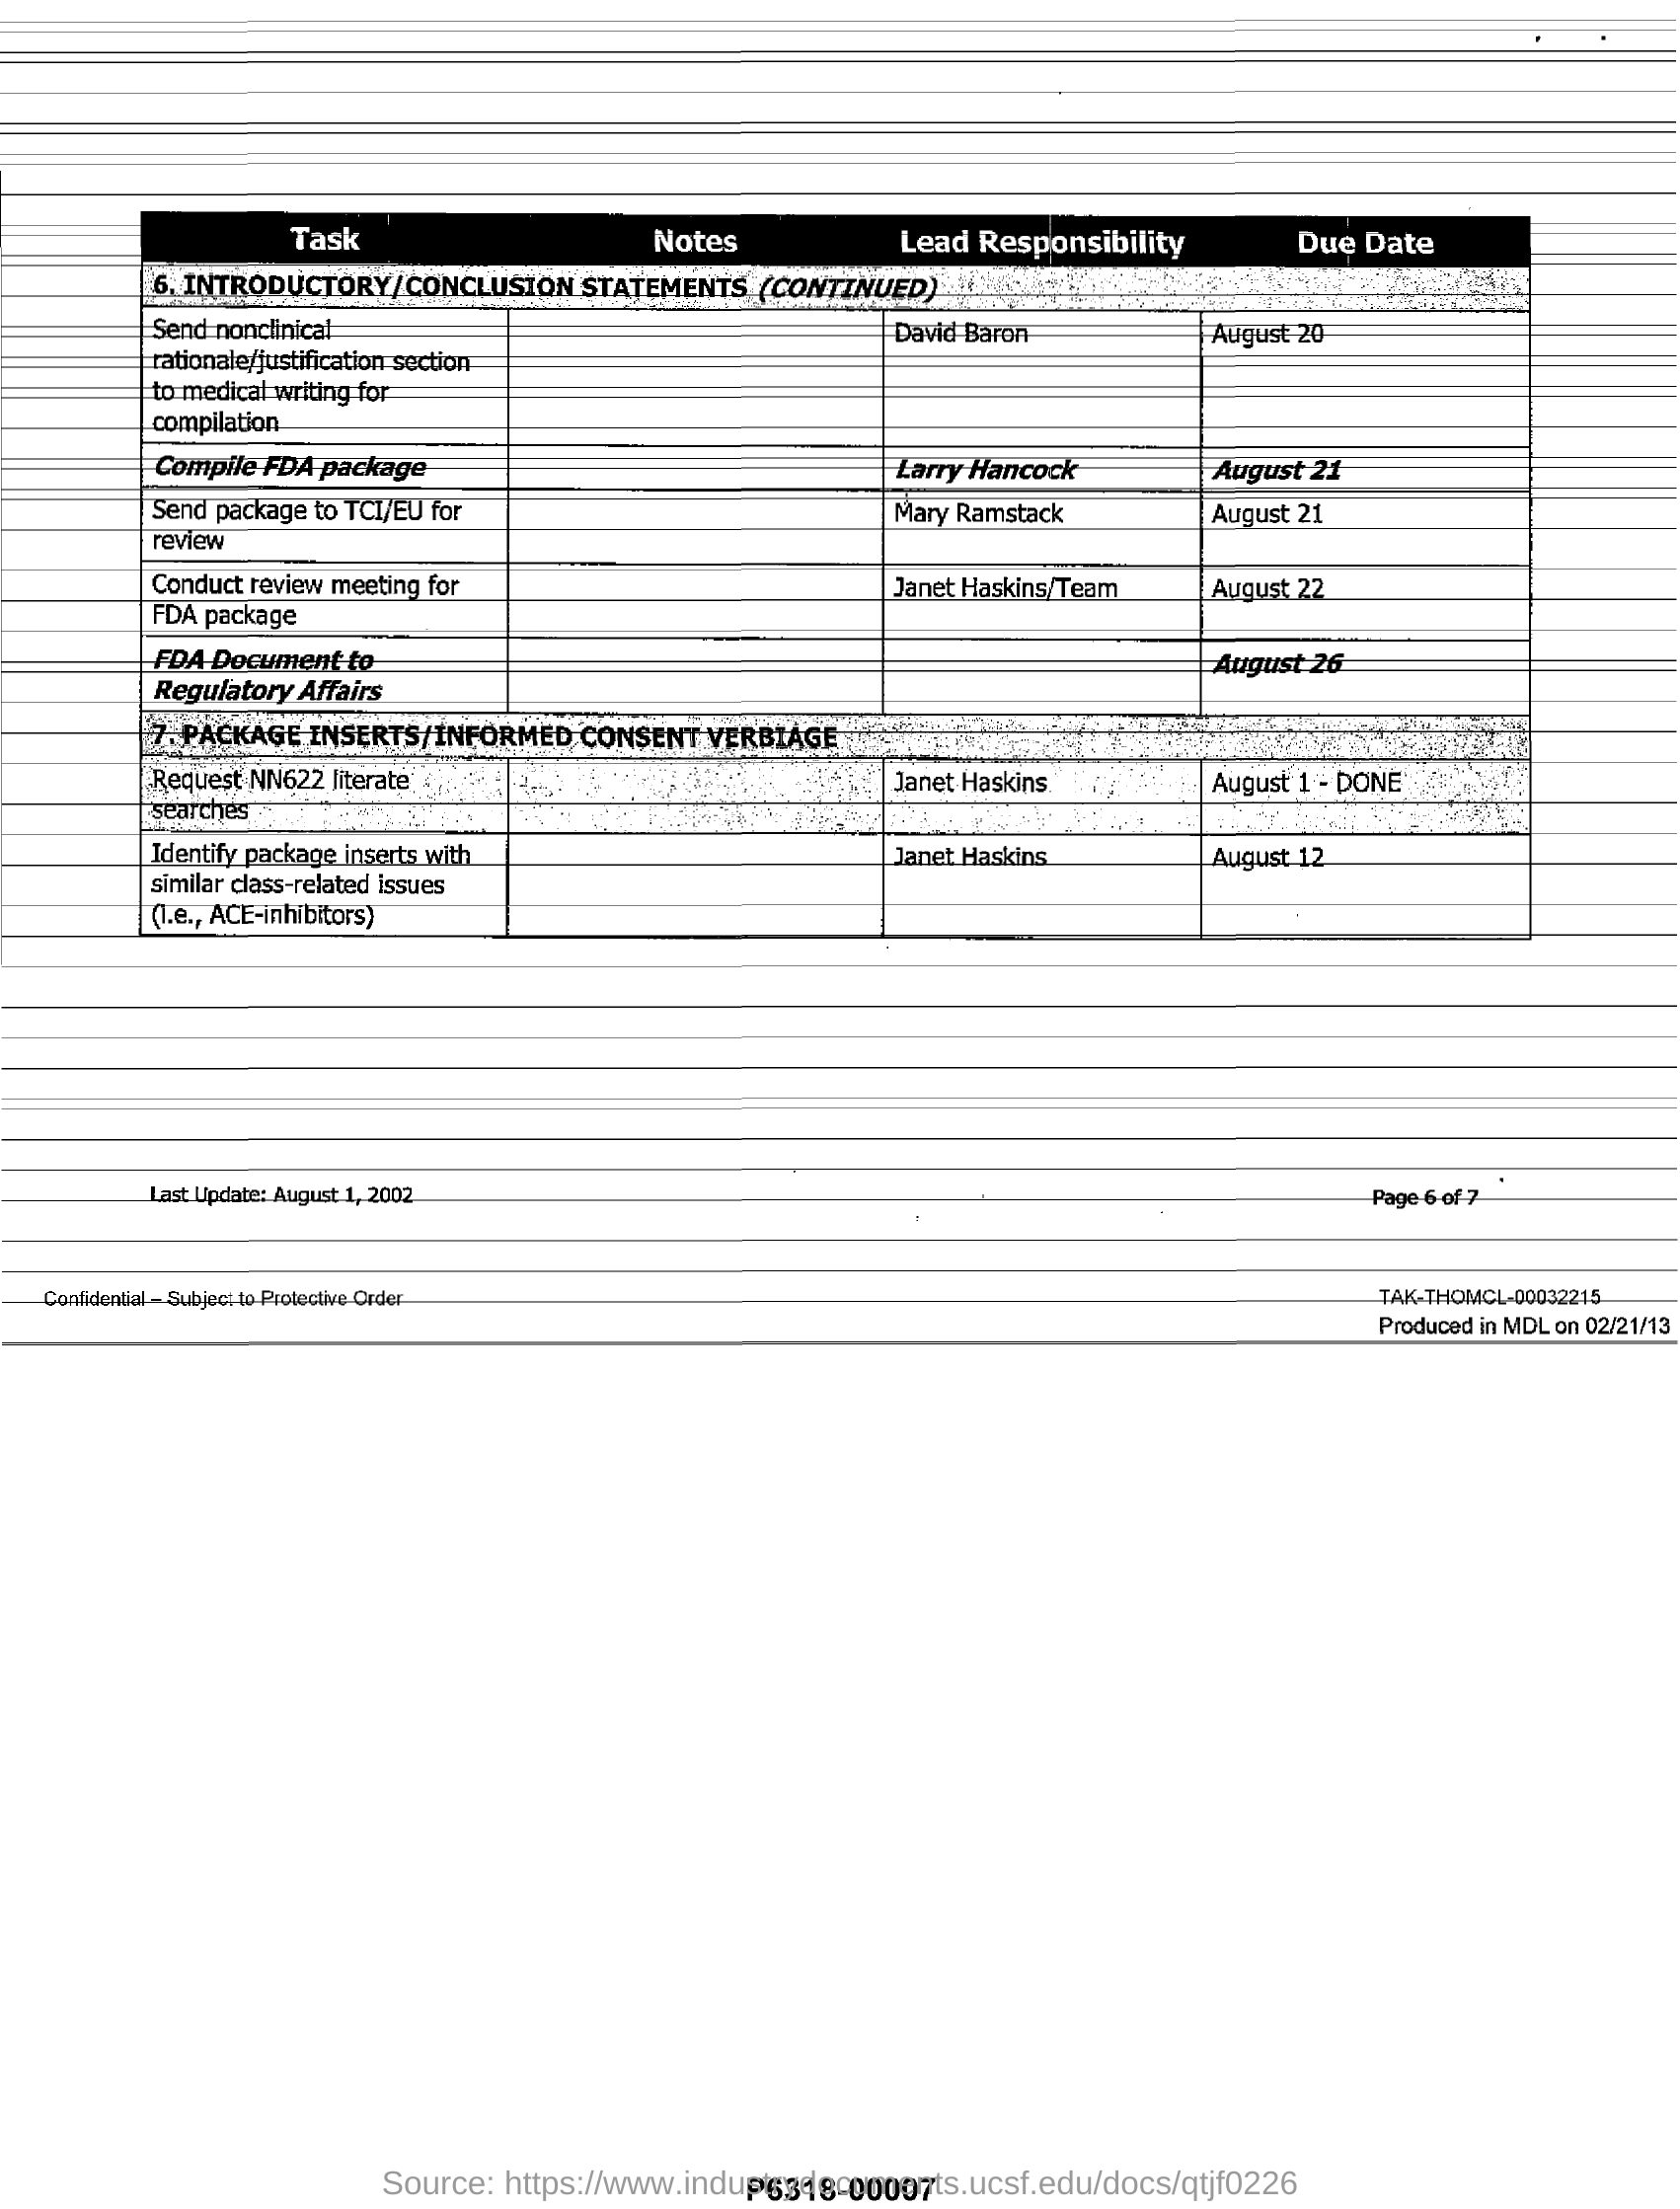 Task Notes Lead Responsibility Due Date
6. INTRODUCTORY/CONCLUSION STATEMENTS (CONTINUED)
Send nonclinical David Baron August 20
rationale/justification section
to medical writing for
compilation
Compile FDA package Larry Hancock August 21
Send package to TCI/EU for Mary Ramstack August 21
review
Conduct review meeting for Janet Haskins/Team August 22
FDA package
FDA Document to August 26
Regulatory Affairs
7. PACKAGE INSERTS/INFORMED CONSENT VERBIAGE
Request NN622 literate Janet Haskins August 1 - DONE
searches
Identify package inserts with Janet Haskins August 12
similar class-related issues
(i.e., ACE-inhibitors)
Last Update: August 1, 2002 Page 6 of 7
Confidential – Subject to Protective Order TAK-THOMCL-00032215
Produced in MDL on 02/21/13
Source: https://www.industrydocuments.ucsf.edu/docs/qtjf0226
P6318-00007